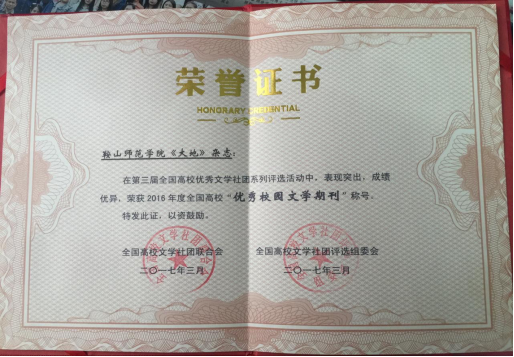 荣誉证书
HONORARY CREDENTIAL
鞍山师范学院《大地》杂志：
在第三届全国高校优秀文学社团系列评选活动中，表现突出，成绩
优异，荣获2016年度全国高校“优秀校园文学期刊”称号。
特发此证，以资鼓励。
全国高校文学社团联合会 全国高校文学社团评选组委会
二〇一七年三月 二〇一七年三月